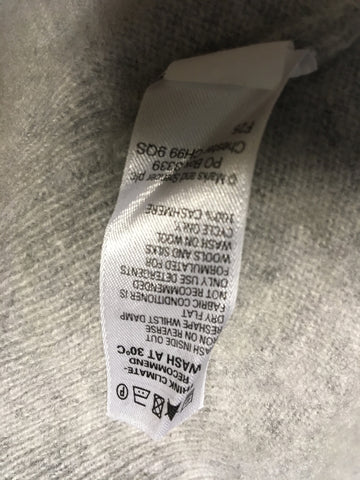 P
THINK CLIMATE-
RECOMMEND
WASH AT 30°C
WASH INSIDE OUT
IRON ON REVERSE
RESHAPE WHILST DAMP
DRY FLAT
FABRIC CONDITIONER IS
NOT RECOMMENDED
ONLY USE DETERGENTS
FORMULATED FOR
WOOLS AND SILKS
WASH ON WOOL
CYCLE ONLY
100% CASHMERE
© Marks and Spencer plc
PO Box 3339
Chester CH99 9QS